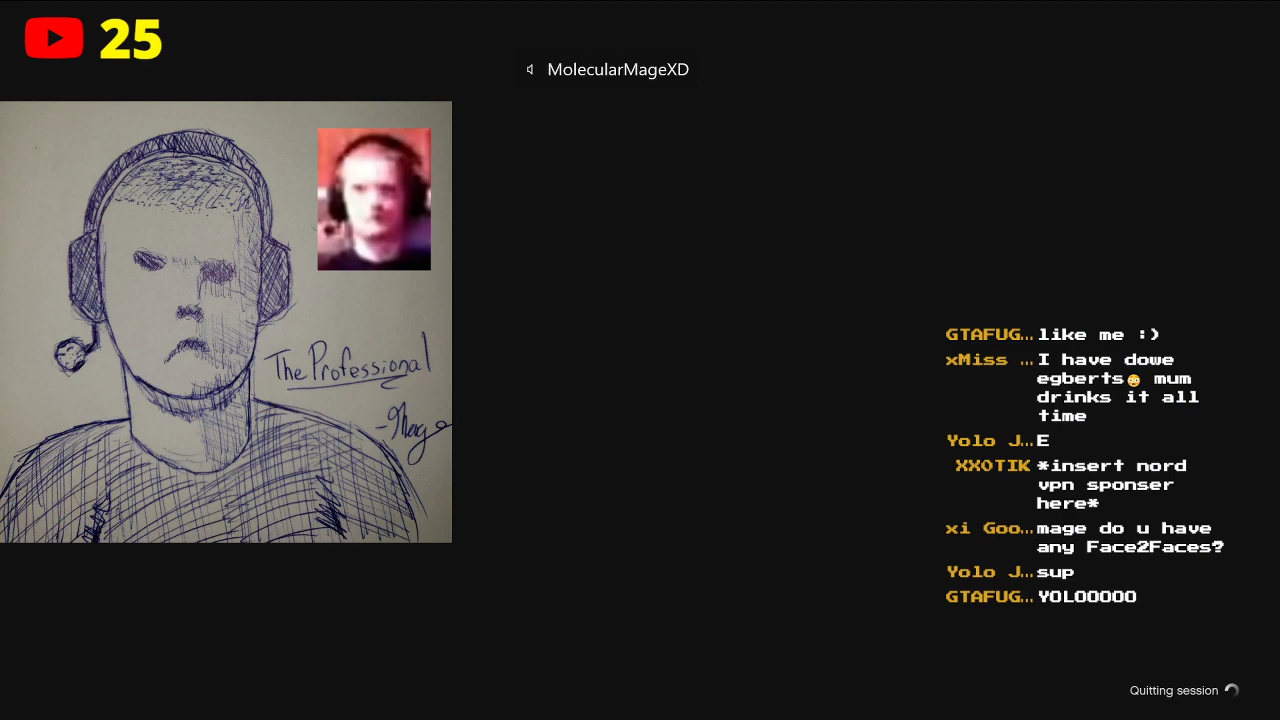 25
MolecularMageXD
The Professional
-Mage
GTAFUG... like me :)
xMiss ... I have dowe
egberts😳 mum
drinks it all
time
Yolo J... E
XXOTIK *insert nord
vpn sponser
here*
xi Goo... mage do u have
any Face2Faces?
Yolo J... sup
GTAFUG... YOLOOOOO
Quitting session